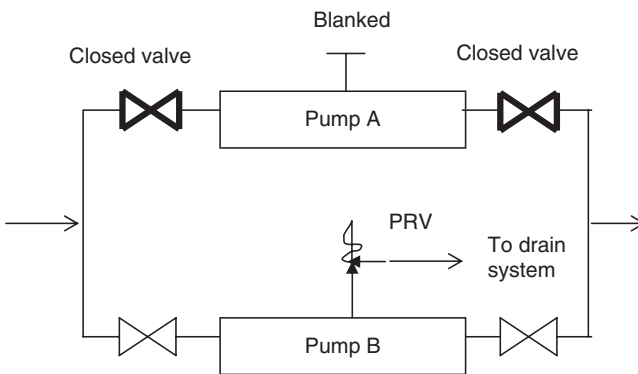 Blanked
Closed valve
Closed valve
Pump A
PRV
To drain
system
Pump B